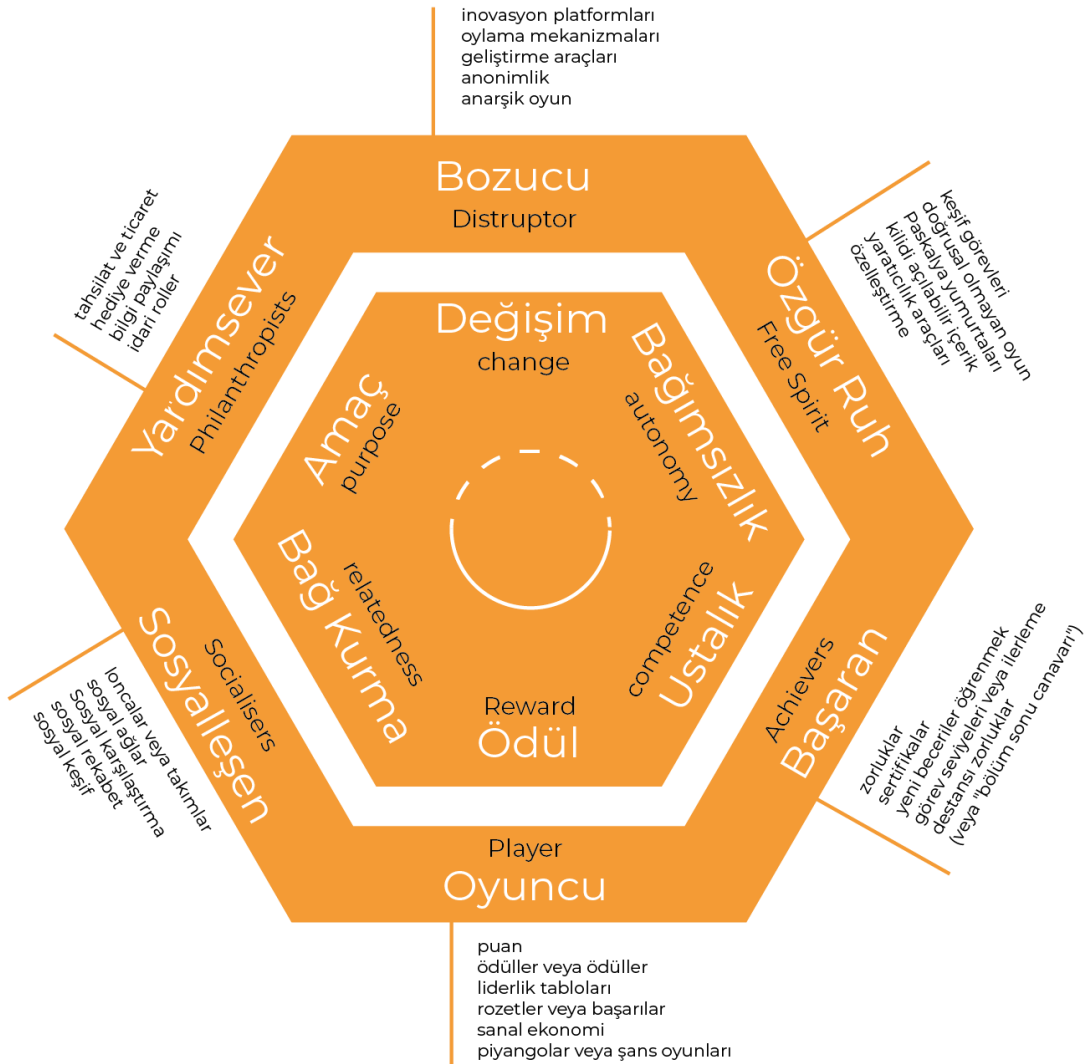 inovasyon platformları
oylama mekanizmaları
geliştirme araçları
anonimlik
anarşik oyun
Bozucu
Distruptor
tahsilat ve ticaret
hediye verme
bilgi paylaşımı
idari roller
Yardımsever
Philanthropists
keşif görevleri
doğrusal olmayan oyun
Paskalya yumurtaları
kilidi açılabilir içerik
yaratıcılık araçları
özelleştirme
Özgür Ruh
Free Spirit
Değişim
change
Amaç
purpose
Bağımsızlık
autonomy
Bağ Kurma
relatedness
competence
Ustalık
Reward
Ödül
Sosyalleşen
Socialisers
loncalar veya takımlar
sosyal ağlar
Sosyal karşılaştırma
sosyal rekabet
sosyal keşif
Achievers
Başaran
zorluklar
sertifikalar
yeni beceriler öğrenmek
görev seviyeleri veya ilerleme
destansı zorluklar
(veya "bölüm sonu canavarı")
Player
Oyuncu
puan
ödüller veya ödüller
liderlik tabloları
rozetler veya başarılar
sanal ekonomi
piyangolar veya şans oyunları